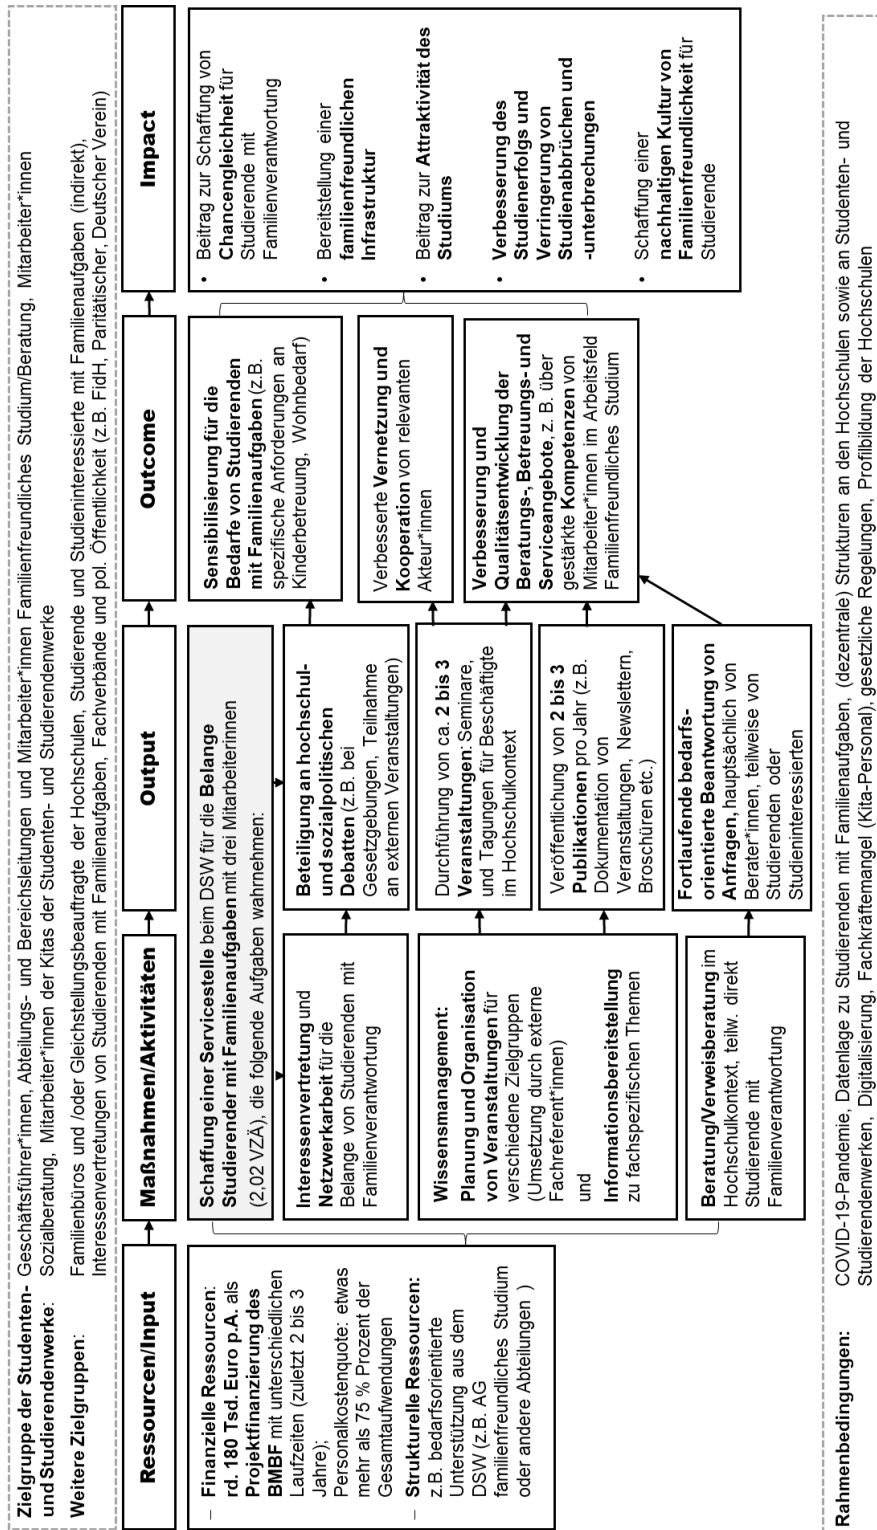 Zielgruppe der Studenten- und Studierendenwerke:
Geschäftsführer*innen, Abteilungs- und Bereichsleitungen und Mitarbeiter*innen Familienfreundliches Studium/Beratung, Mitarbeiter*innen
Sozialberatung, Mitarbeiter*innen der Kitas der Studenten- und Studierendenwerke
Weitere Zielgruppen:
Familienbüros und /oder Gleichstellungsbeauftragte der Hochschulen, Studierende und Studieninteressierte mit Familienaufgaben (indirekt),
Interessenvertretungen von Studierenden mit Familienaufgaben, Fachverbände und pol. Öffentlichkeit (z.B. FidH, Paritätischer, Deutscher Verein)
Ressourcen/Input
Maßnahmen/Aktivitäten
Output
Outcome
Impact
– Finanzielle Ressourcen:
rd. 180 Tsd. Euro p.A. als
Projektfinanzierung des
BMBF mit unterschiedlichen
Laufzeiten (zuletzt 2 bis 3
Jahre);
Personalkostenquote: etwas
mehr als 75 % Prozent der
Gesamtaufwendungen
– Strukturelle Ressourcen:
z.B. bedarfsorientierte
Unterstützung aus dem
DSW (z.B. AG
familienfreundliches Studium
oder andere Abteilungen )
Schaffung einer Servicestelle beim DSW für die Belange
Studierender mit Familienaufgaben mit drei Mitarbeiterinnen
(2,02 VZÄ), die folgende Aufgaben wahrnehmen:
Interessenvertretung und
Netzwerkarbeit für die
Belange von Studierenden mit
Familienverantwortung
Wissensmanagement:
Planung und Organisation
von Veranstaltungen für
verschiedene Zielgruppen
(Umsetzung durch externe
Fachreferent*innen)
und
Informationsbereitstellung
zu fachspezifischen Themen
Beratung/Verweisberatung im
Hochschulkontext, teilw. direkt
Studierende mit
Familienverantwortung
Beteiligung an hochschul-
und sozialpolitischen
Debatten (z.B. bei
Gesetzgebungen, Teilnahme
an externen Veranstaltungen)
Durchführung von ca. 2 bis 3
Veranstaltungen: Seminare,
und Tagungen für Beschäftigte
im Hochschulkontext
Veröffentlichung von 2 bis 3
Publikationen pro Jahr (z.B.
Dokumentation von
Veranstaltungen, Newslettern,
Broschüren etc.)
Fortlaufende bedarfs-
orientierte Beantwortung von
Anfragen, hauptsächlich von
Berater*innen, teilweise von
Studierenden oder
Studieninteressierten
Sensibilisierung für die
Bedarfe von Studierenden
mit Familienaufgaben (z.B.
spezifische Anforderungen an
Kinderbetreuung, Wohnbedarf)
Verbesserte Vernetzung und
Kooperation von relevanten
Akteur*innen
Verbesserung und
Qualitätsentwicklung der
Beratungs-, Betreuungs- und
Serviceangebote, z. B. über
gestärkte Kompetenzen von
Mitarbeiter*innen im Arbeitsfeld
Familienfreundliches Studium
• Beitrag zur Schaffung von
Chancengleichheit für
Studierende mit
Familienverantwortung
• Bereitstellung einer
familienfreundlichen
Infrastruktur
• Beitrag zur Attraktivität des
Studiums
• Verbesserung des
Studienerfolgs und
Verringerung von
Studienabbrüchen und
-unterbrechungen
• Schaffung einer
nachhaltigen Kultur von
Familienfreundlichkeit für
Studierende
Rahmenbedingungen:
COVID-19-Pandemie, Datenlage zu Studierenden mit Familienaufgaben, (dezentrale) Strukturen an den Hochschulen sowie an Studenten- und
Studierendenwerken, Digitalisierung, Fachkräftemangel (Kita-Personal), gesetzliche Regelungen, Profilbildung der Hochschulen